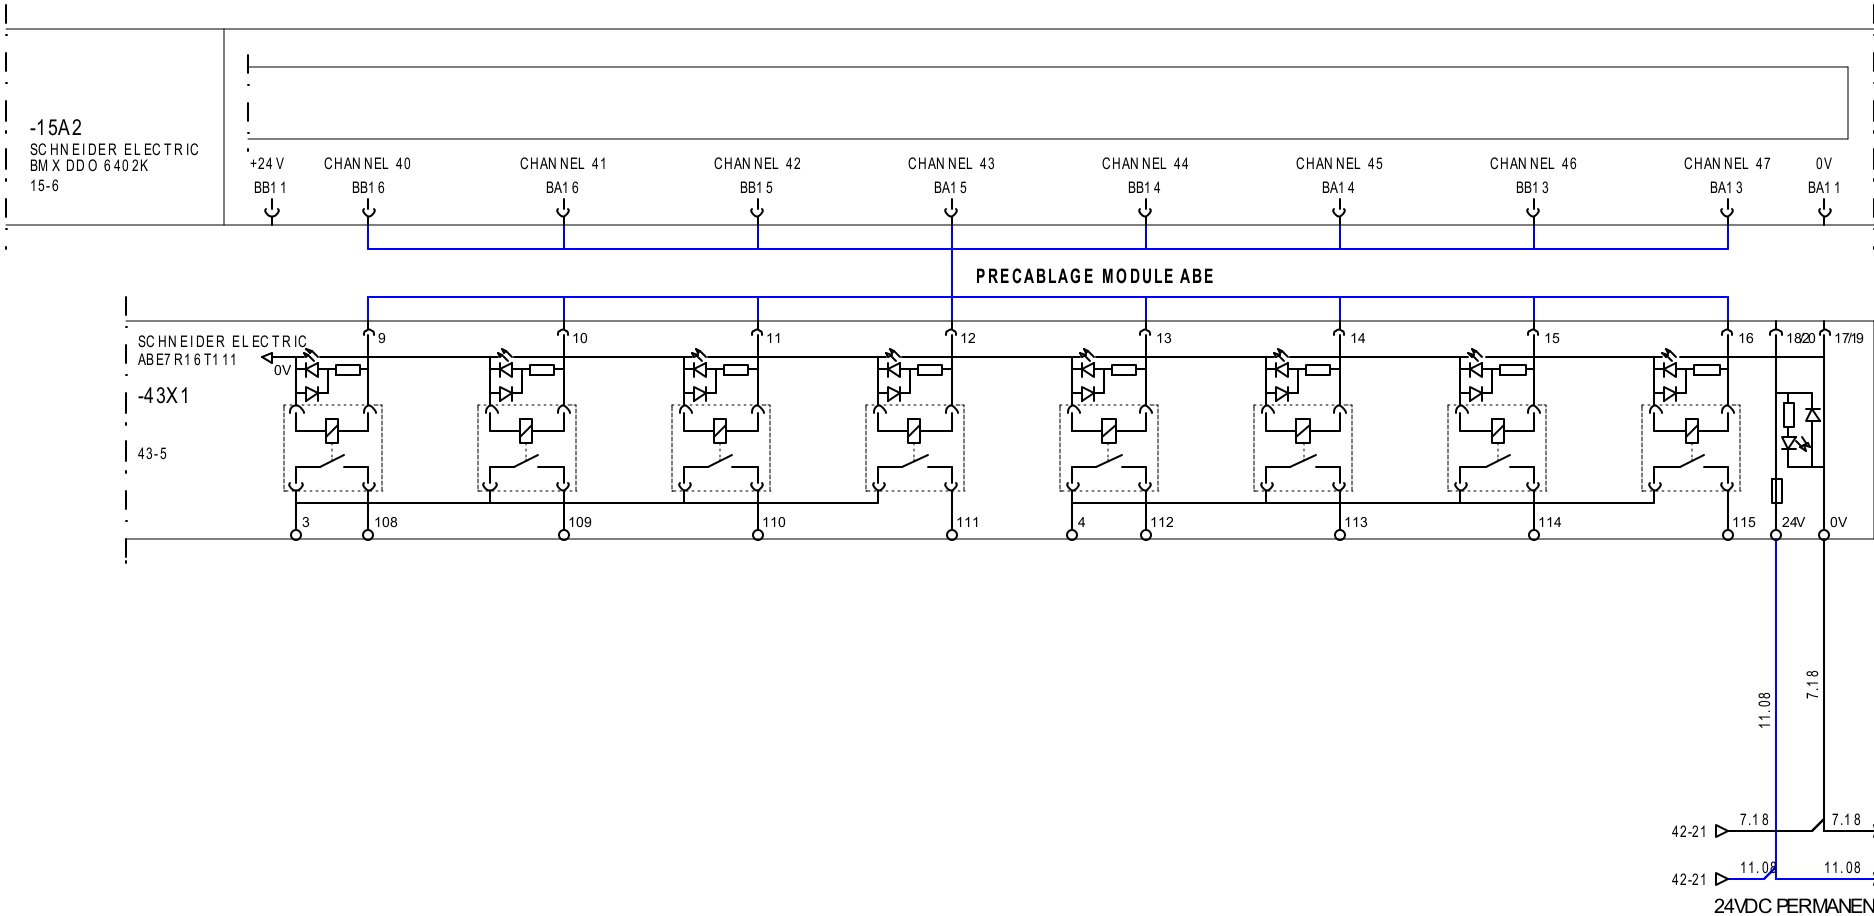 -15A2
SCHNEIDER ELECTRIC
BMX DDO 6402K
15-6
+24V CHANNEL 40 CHANNEL 41 CHANNEL 42 CHANNEL 43 CHANNEL 44 CHANNEL 45 CHANNEL 46 CHANNEL 47 0V
BB11 BB16 BA16 BB15 BA15 BB14 BA14 BB13 BA13 BA11
PRECABLAGE MODULE ABE
SCHNEIDER ELECTRIC
ABE7R16T111
-43X1
43-5
9 10 11 12 13 14 15 16 18/20 17/19
0V
3 108 109 110 111 4 112 113 114 115 24V 0V
11.08 7.18
42-21 7.18 7.18
42-21 11.08 11.08
24VDC PERMANEN